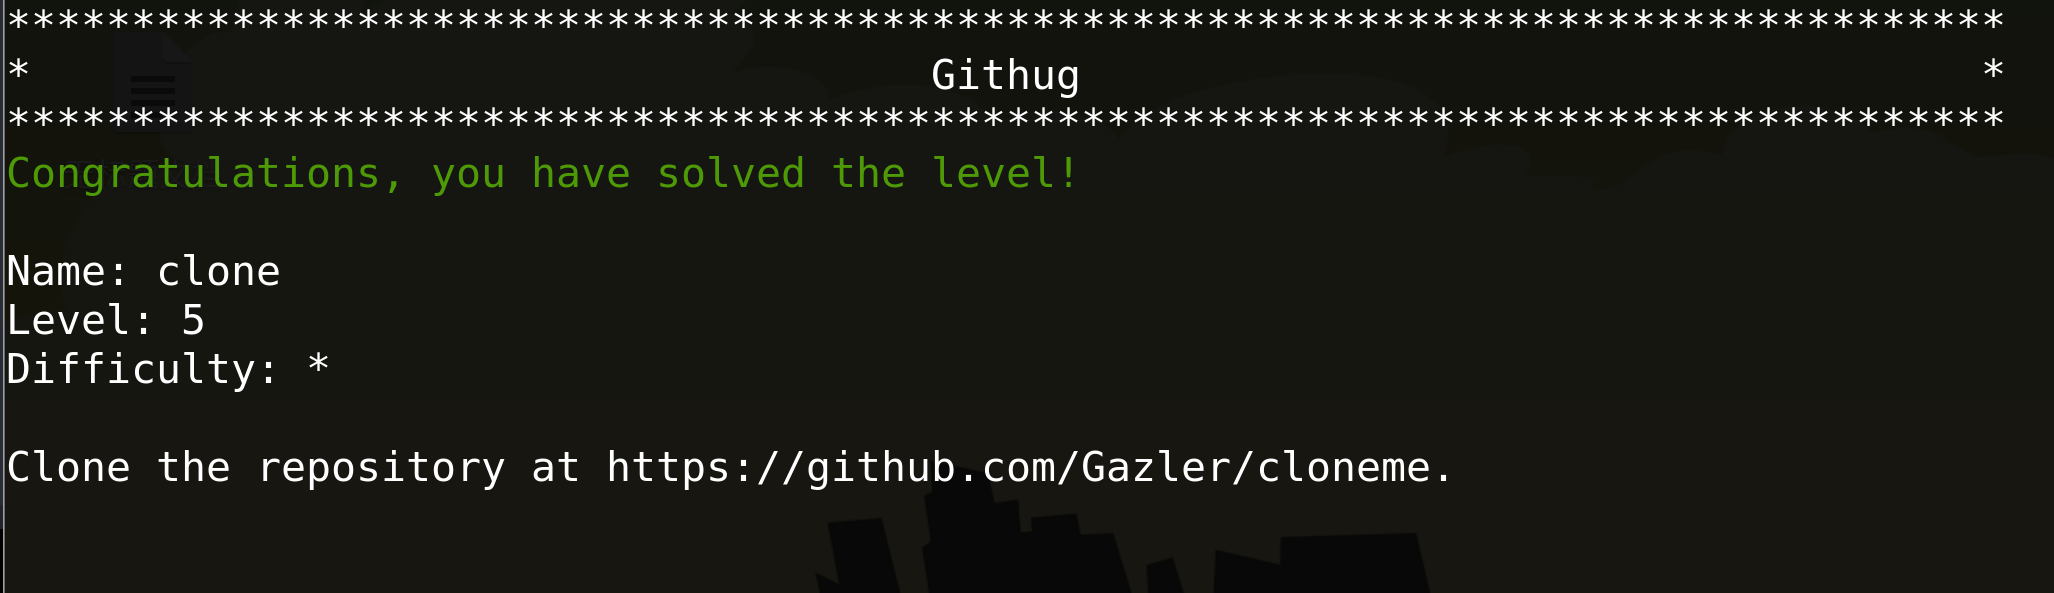 ********************************************************************************
*                                    Githug                                    *
********************************************************************************
Congratulations, you have solved the level!
Name: clone
Level: 5
Difficulty: *
Clone the repository at https://github.com/Gazler/cloneme.